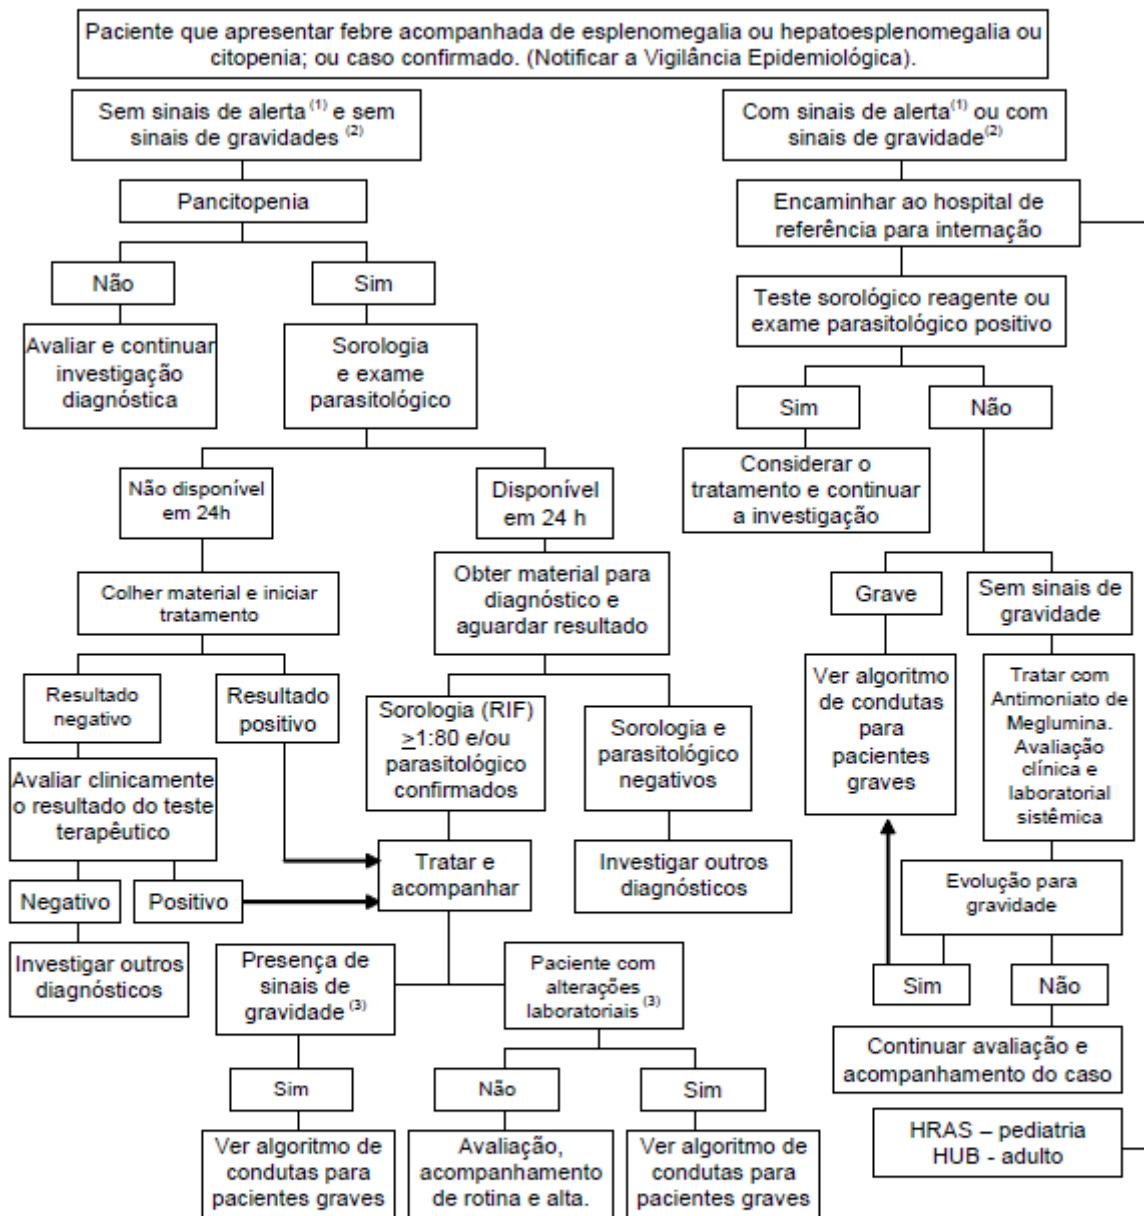 Paciente que apresentar febre acompanhada de esplenomegalia ou hepatoesplenomegalia ou
citopenia; ou caso confirmado. (Notificar a Vigilância Epidemiológica).
Sem sinais de alerta (1) e sem
sinais de gravidades (2)
Pancitopenia
Não
Sim
Avaliar e continuar
investigação
diagnóstica
Sorologia
e exame
parasitológico
Não disponível
em 24h
Disponível
em 24 h
Colher material e iniciar
tratamento
Obter material para
diagnóstico e
aguardar resultado
Resultado
negativo
Resultado
positivo
Sorologia (RIF)
≥1:80 e/ou
parasitológico
confirmados
Sorologia e
parasitológico
negativos
Avaliar clinicamente
o resultado do teste
terapêutico
Tratar e
acompanhar
Investigar outros
diagnósticos
Negativo
Positivo
Investigar outros
diagnósticos
Presença de
sinais de
gravidade (3)
Paciente com
alterações
laboratoriais (3)
Sim
Não
Sim
Ver algoritmo de
condutas para
pacientes graves
Avaliação,
acompanhamento
de rotina e alta.
Ver algoritmo de
condutas para
pacientes graves
Com sinais de alerta(1) ou com
sinais de gravidade(2)
Encaminhar ao hospital de
referência para internação
Teste sorológico reagente ou
exame parasitológico positivo
Sim
Não
Considerar o
tratamento e continuar
a investigação
Grave
Sem sinais de
gravidade
Ver algoritmo
de condutas
para
pacientes
graves
Tratar com
Antimoniato de
Meglumina.
Avaliação
clínica e
laboratorial
sistêmica
Evolução para
gravidade
Sim
Não
Continuar avaliação e
acompanhamento do caso
HRAS – pediatria
HUB - adulto